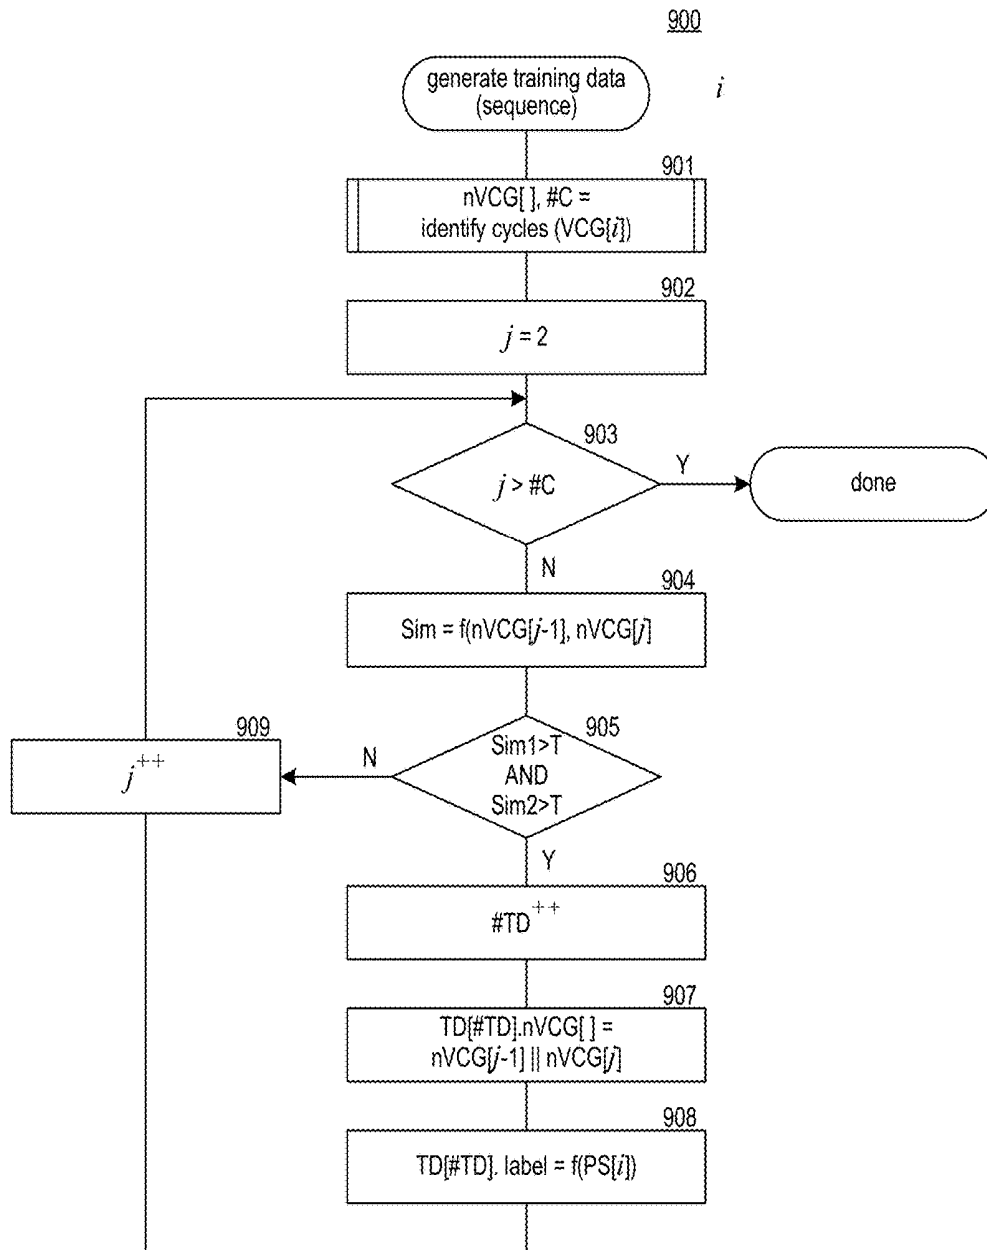 900
generate training data
(sequence)
i
901
nVCG[ ], #C =
identify cycles (VCG[i])
902
j = 2
903
j > #C
Y
done
N
904
Sim = f(nVCG[j-1], nVCG[j]
905
Sim1>T
AND
Sim2>T
N
909
j++
Y
906
#TD++
907
TD[#TD].nVCG[ ] =
nVCG[j-1] || nVCG[j]
908
TD[#TD]. label = f(PS[i])